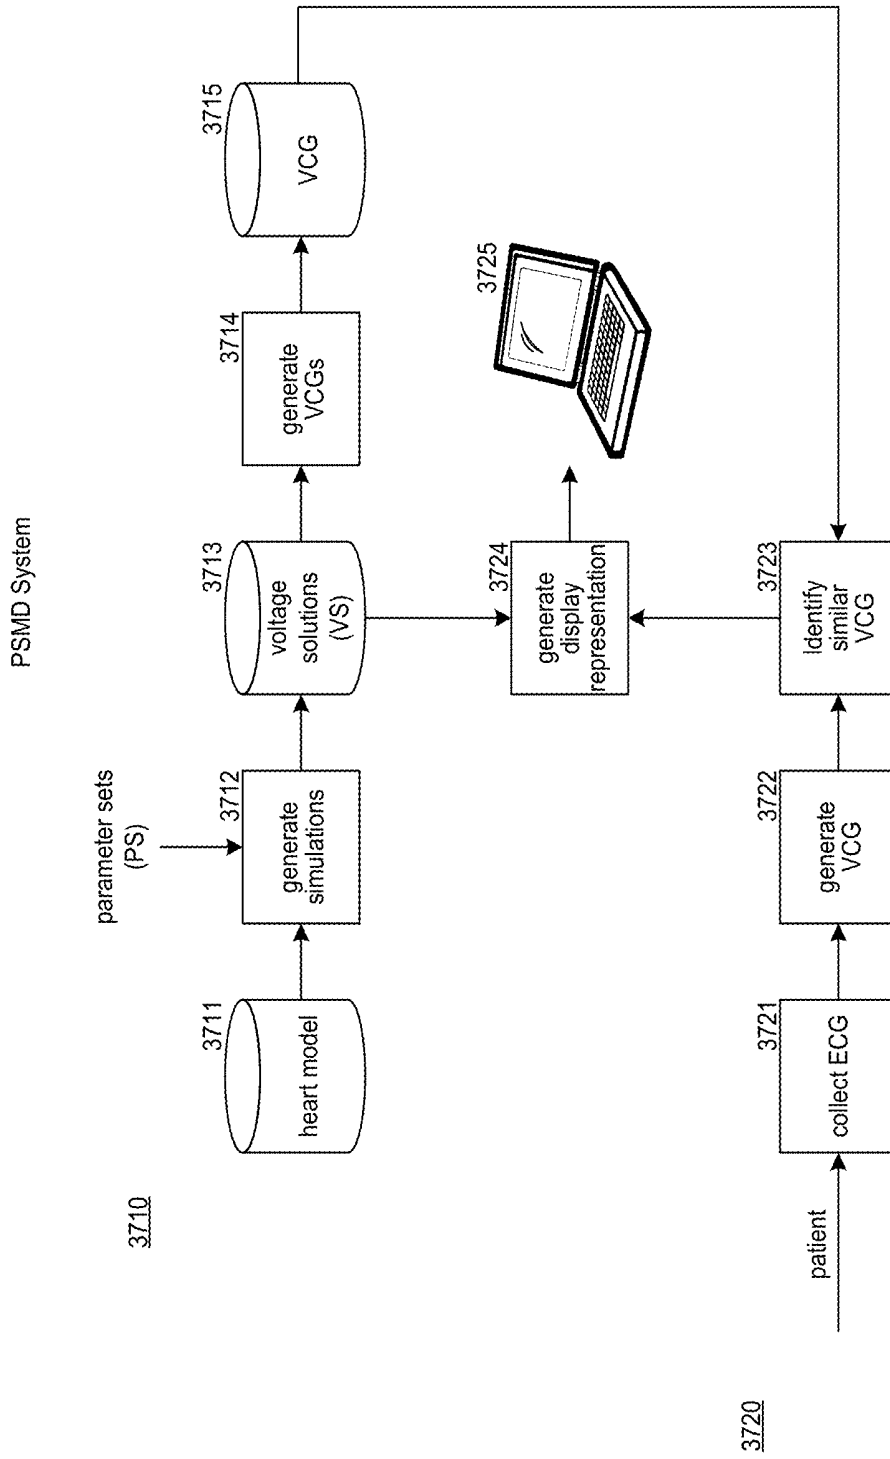 PSMD System
3710
parameter sets
(PS)
3711
heart model
3712
generate
simulations
3713
voltage
solutions
(VS)
3714
generate
VCGs
3715
VCG
3724
generate
display
representation
3725
3720
patient
3721
collect ECG
3722
generate
VCG
3723
Identify
similar
VCG